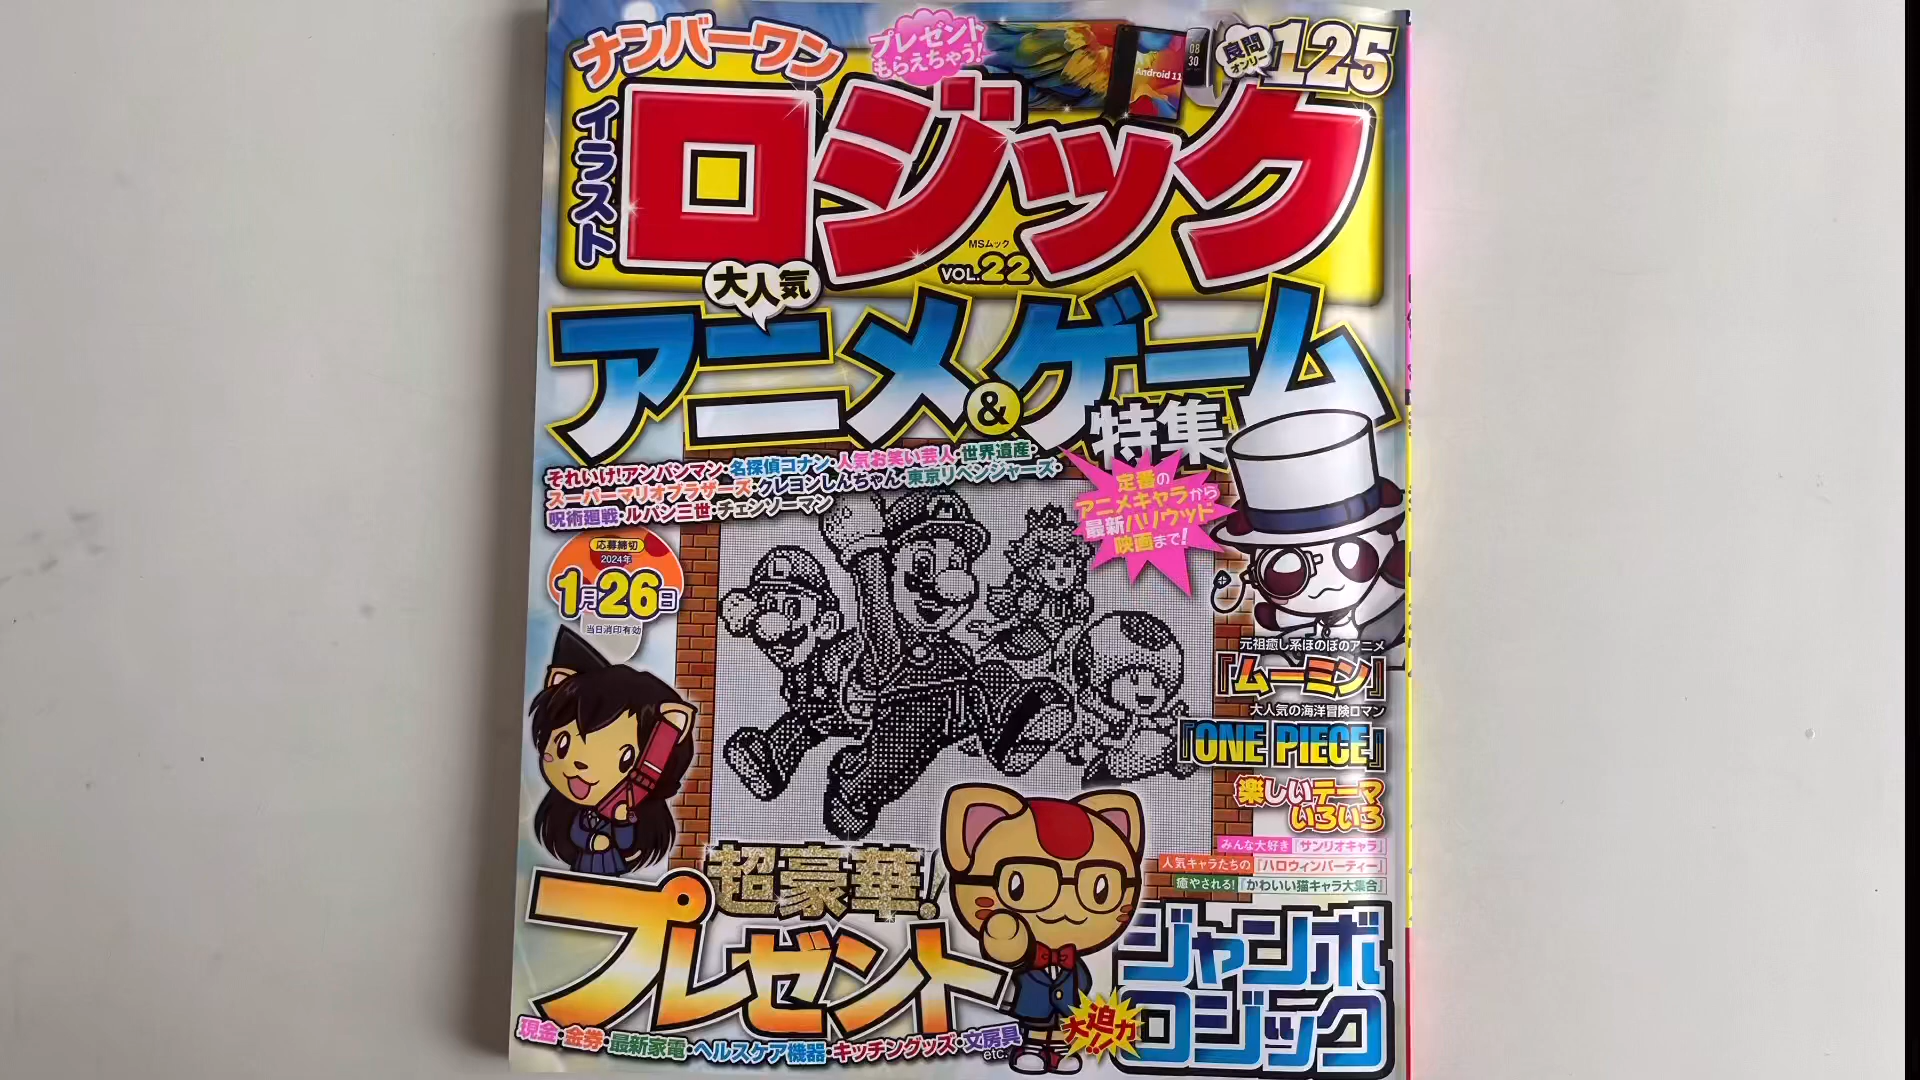 ナンバーワン
プレゼント
もらえちゃう!
Android 11
08
30
良問
オンリー
125
イラスト
ロジック
MSムック
VOL.22
大人気
アニメ&ゲーム
特集
それいけ!アンパンマン・名探偵コナン・人気お笑い芸人・世界遺産・
スーパーマリオブラザーズ・クレヨンしんちゃん・東京リベンジャーズ・
呪術廻戦・ルパン三世・チェンソーマン
定番の
アニメキャラから
最新ハリウッド
映画まで!
応募締切
2024年
1月26日
当日消印有効
L
元祖癒し系ほのぼのアニメ
『ムーミン』
大人気の海洋冒険ロマン
『ONE PIECE』
楽しいテーマ
いろいろ
みんな大好き『サンリオキャラ』
人気キャラたちの『ハロウィンパーティー』
癒やされる!『かわいい猫キャラ大集合』
超豪華!
プレゼント
現金・金券・最新家電・ヘルスケア機器・キッチングッズ・文房具
etc.
大迫力!!
ジャンボ
ロジック